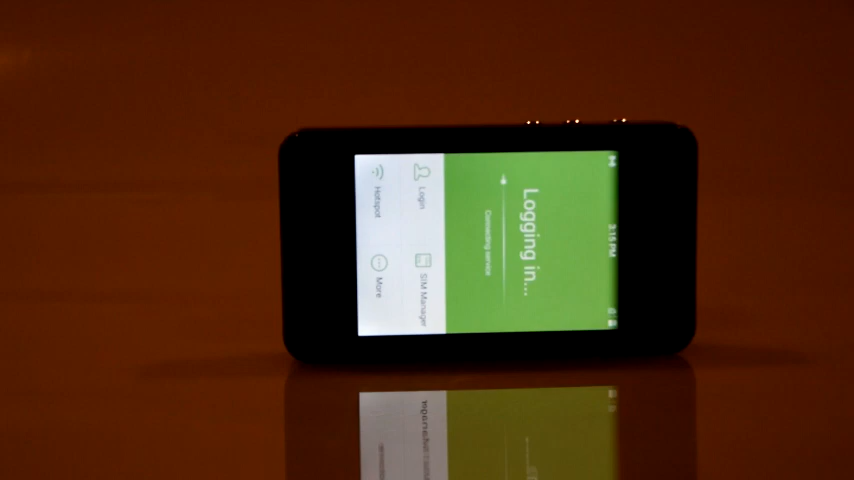 3:15 PM
Logging in...
Connecting service
Login
SIM Manager
Hotspot
More